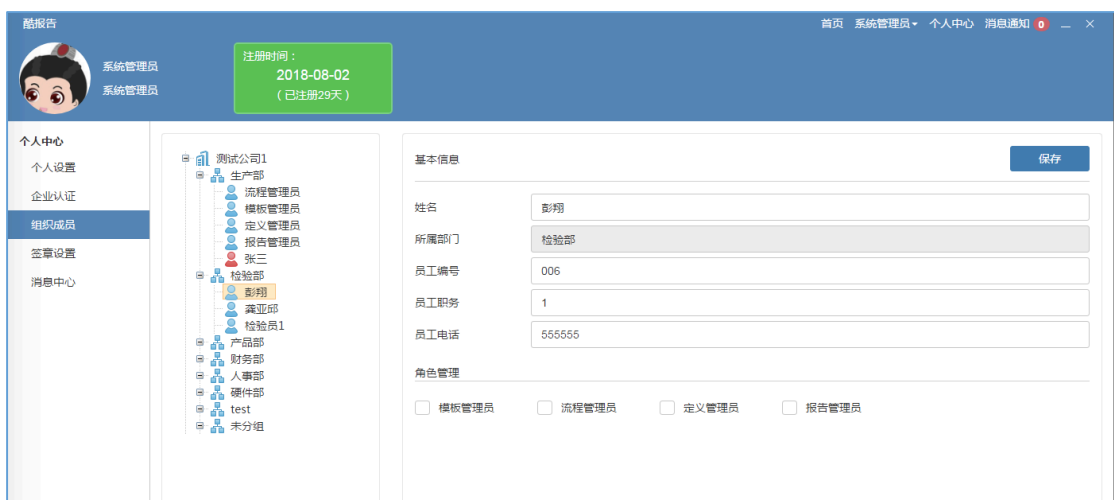 酷报告
首页 系统管理员 个人中心 消息通知 0
系统管理员
系统管理员
注册时间：
2018-08-02
（已注册29天）
个人中心
个人设置
企业认证
组织成员
签章设置
消息中心
测试公司1
生产部
流程管理员
模板管理员
定义管理员
报告管理员
张三
检验部
彭翔
龚亚邱
检验员1
产品部
财务部
人事部
硬件部
test
未分组
基本信息
保存
姓名 彭翔
所属部门 检验部
员工编号 006
员工职务 1
员工电话 555555
角色管理
模板管理员 流程管理员 定义管理员 报告管理员